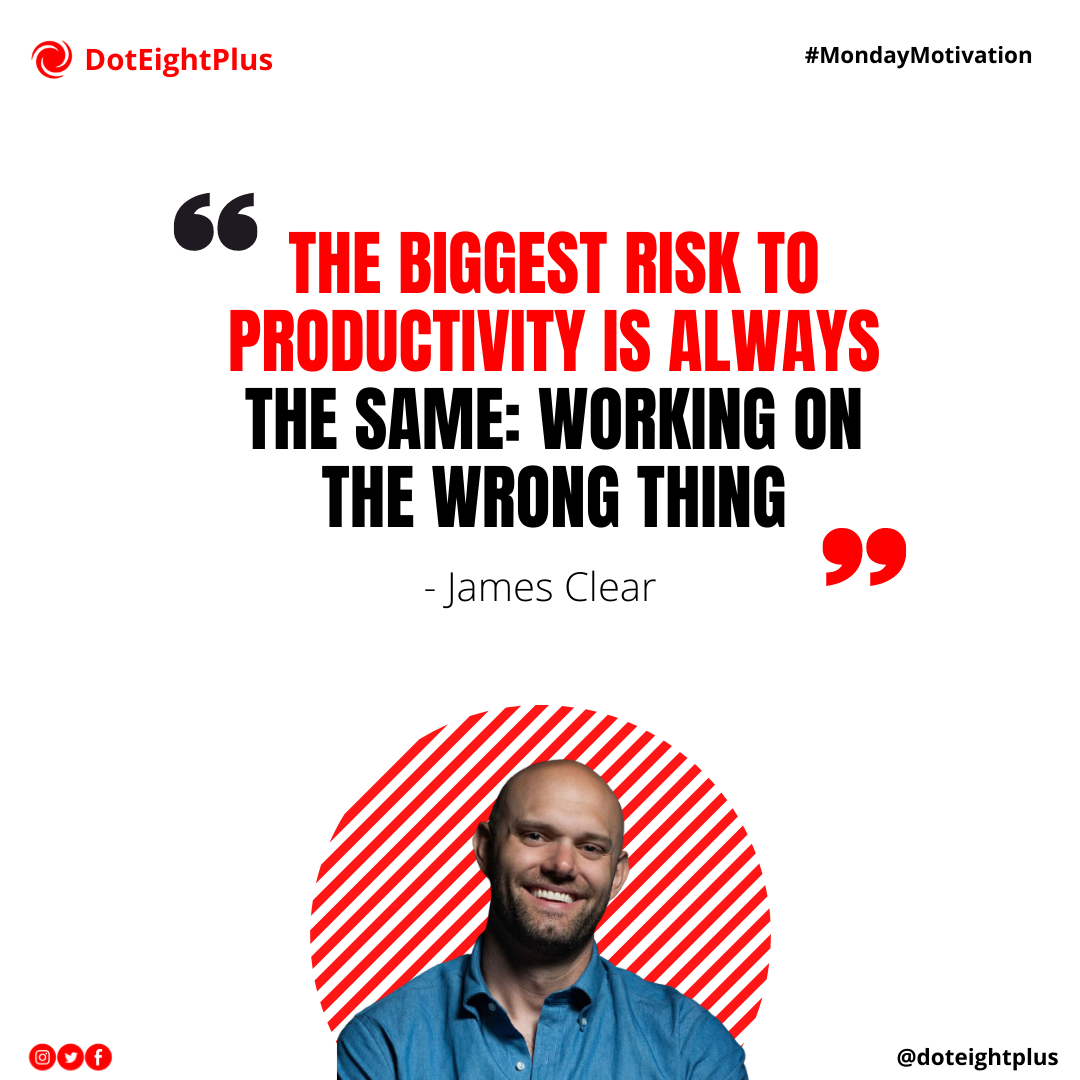 DotEightPlus
#MondayMotivation
“ THE BIGGEST RISK TO
PRODUCTIVITY IS ALWAYS
THE SAME: WORKING ON
THE WRONG THING ”
- James Clear
@doteightplus